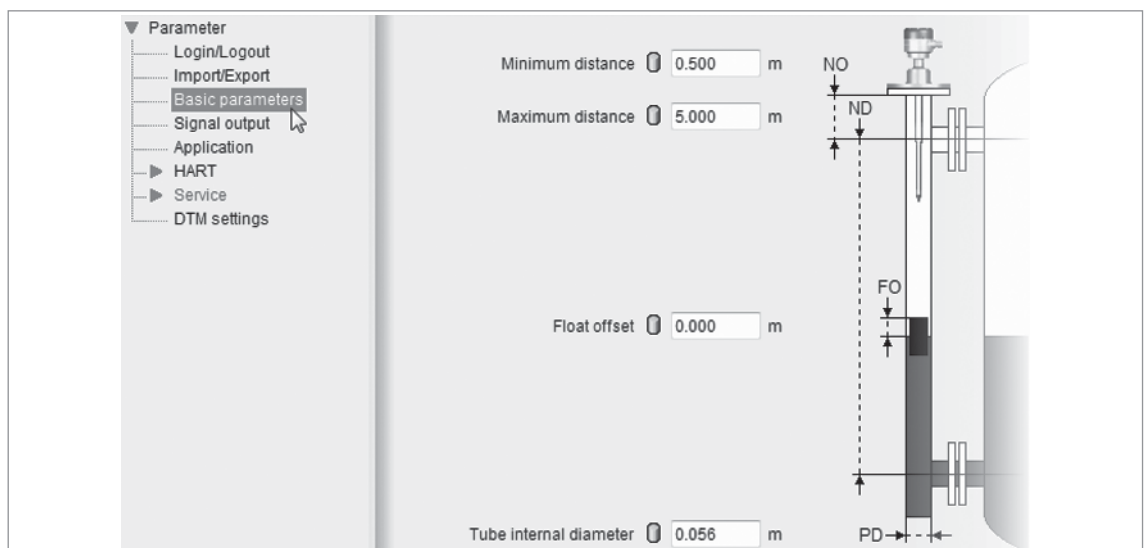 Parameter
Login/Logout
Import/Export
Basic parameters
Signal output
Application
HART
Service
DTM settings
Minimum distance 0.500 m
Maximum distance 5.000 m
Float offset 0.000 m
Tube internal diameter 0.056 m
NO
ND
FO
PD